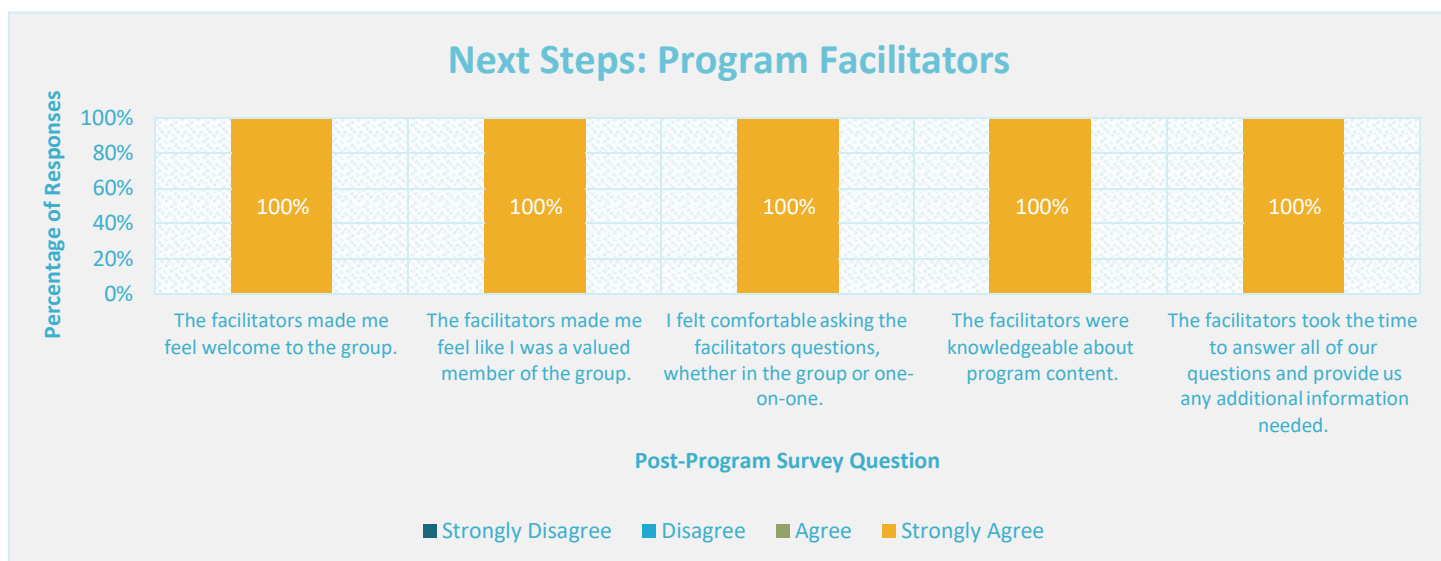 Next Steps: Program Facilitators
Percentage of Responses
100%
80%
60%
40%
20%
0%
100%
100%
100%
100%
100%
The facilitators made me
feel welcome to the group.
The facilitators made me
feel like I was a valued
member of the group.
I felt comfortable asking the
facilitators questions,
whether in the group or one-
on-one.
The facilitators were
knowledgeable about
program content.
The facilitators took the time
to answer all of our
questions and provide us
any additional information
needed.
Post-Program Survey Question
Strongly Disagree
Disagree
Agree
Strongly Agree